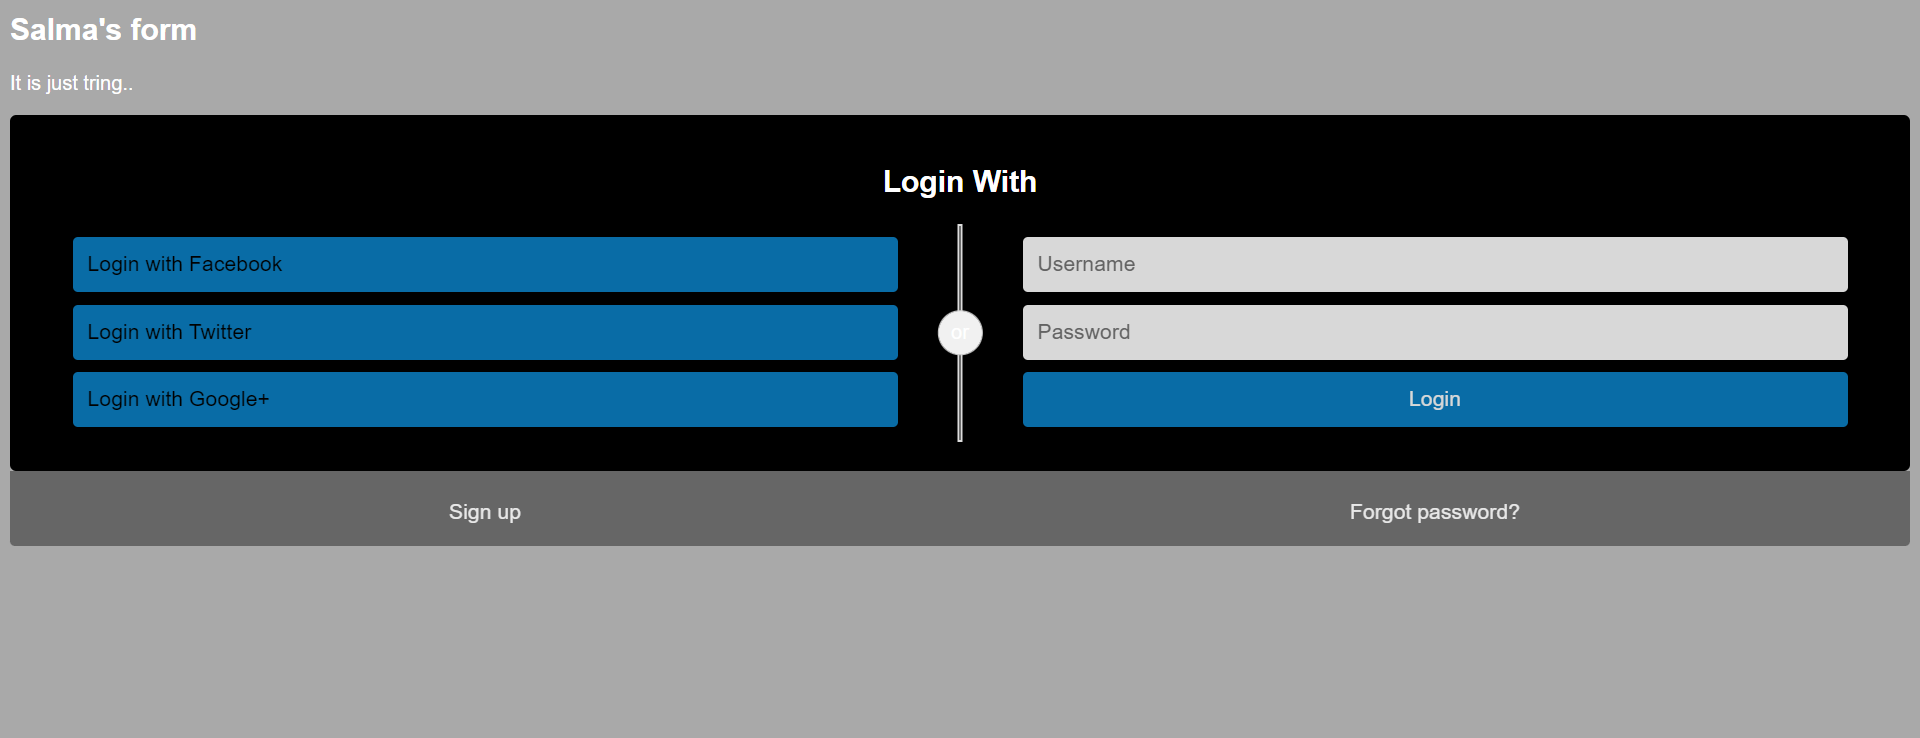 Salma's form
It is just tring..
Login With
Login with Facebook
Login with Twitter
Login with Google+
or
Username
Password
Login
Sign up
Forgot password?